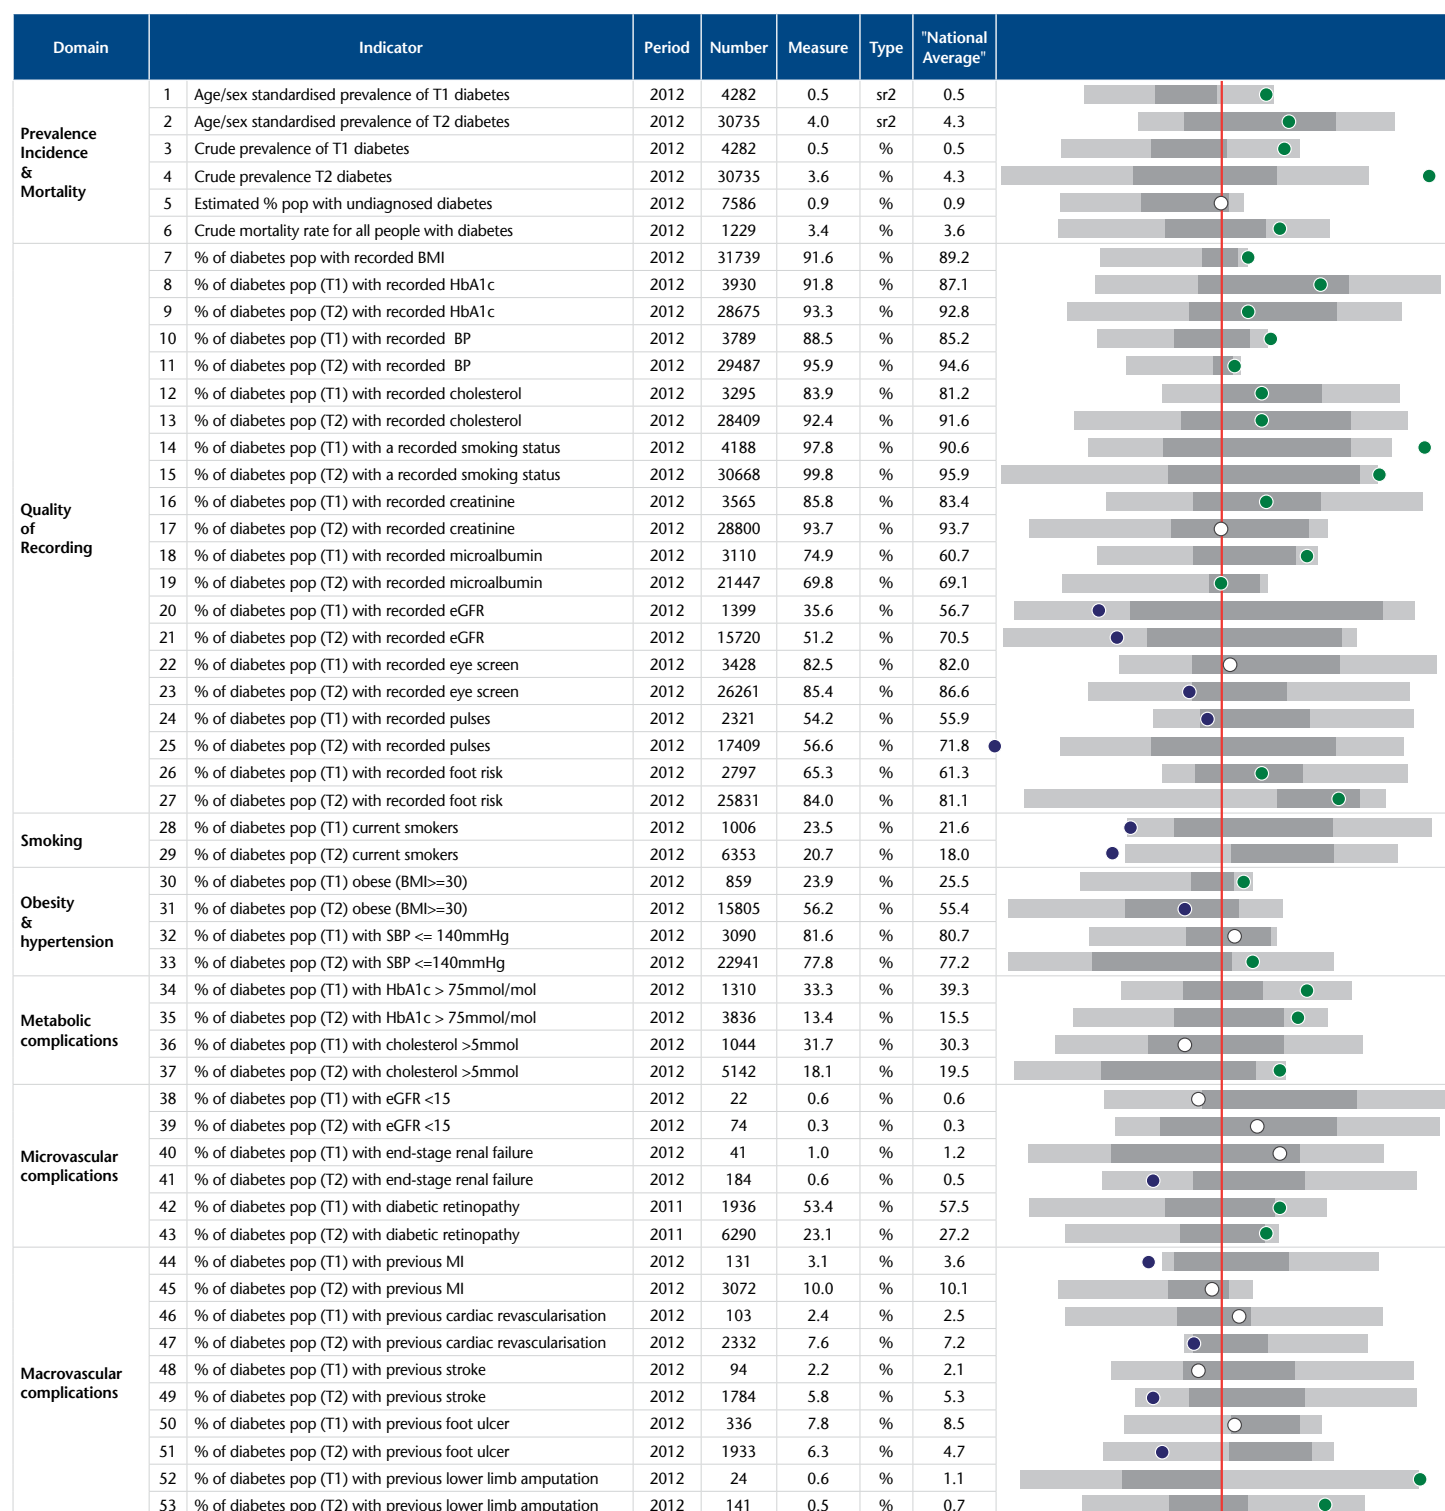 Domain Indicator Period Number Measure Type "National Average"
Prevalence
Incidence
&
Mortality
1 Age/sex standardised prevalence of T1 diabetes 2012 4282 0.5 sr2 0.5
2 Age/sex standardised prevalence of T2 diabetes 2012 30735 4.0 sr2 4.3
3 Crude prevalence of T1 diabetes 2012 4282 0.5 % 0.5
4 Crude prevalence T2 diabetes 2012 30735 3.6 % 4.3
5 Estimated % pop with undiagnosed diabetes 2012 7586 0.9 % 0.9
6 Crude mortality rate for all people with diabetes 2012 1229 3.4 % 3.6
Quality
of
Recording
7 % of diabetes pop with recorded BMI 2012 31739 91.6 % 89.2
8 % of diabetes pop (T1) with recorded HbA1c 2012 3930 91.8 % 87.1
9 % of diabetes pop (T2) with recorded HbA1c 2012 28675 93.3 % 92.8
10 % of diabetes pop (T1) with recorded BP 2012 3789 88.5 % 85.2
11 % of diabetes pop (T2) with recorded BP 2012 29487 95.9 % 94.6
12 % of diabetes pop (T1) with recorded cholesterol 2012 3295 83.9 % 81.2
13 % of diabetes pop (T2) with recorded cholesterol 2012 28409 92.4 % 91.6
14 % of diabetes pop (T1) with a recorded smoking status 2012 4188 97.8 % 90.6
15 % of diabetes pop (T2) with a recorded smoking status 2012 30668 99.8 % 95.9
16 % of diabetes pop (T1) with recorded creatinine 2012 3565 85.8 % 83.4
17 % of diabetes pop (T2) with recorded creatinine 2012 28800 93.7 % 93.7
18 % of diabetes pop (T1) with recorded microalbumin 2012 3110 74.9 % 60.7
19 % of diabetes pop (T2) with recorded microalbumin 2012 21447 69.8 % 69.1
20 % of diabetes pop (T1) with recorded eGFR 2012 1399 35.6 % 56.7
21 % of diabetes pop (T2) with recorded eGFR 2012 15720 51.2 % 70.5
22 % of diabetes pop (T1) with recorded eye screen 2012 3428 82.5 % 82.0
23 % of diabetes pop (T2) with recorded eye screen 2012 26261 85.4 % 86.6
24 % of diabetes pop (T1) with recorded pulses 2012 2321 54.2 % 55.9
25 % of diabetes pop (T2) with recorded pulses 2012 17409 56.6 % 71.8
26 % of diabetes pop (T1) with recorded foot risk 2012 2797 65.3 % 61.3
27 % of diabetes pop (T2) with recorded foot risk 2012 25831 84.0 % 81.1
Smoking
28 % of diabetes pop (T1) current smokers 2012 1006 23.5 % 21.6
29 % of diabetes pop (T2) current smokers 2012 6353 20.7 % 18.0
Obesity
&
hypertension
30 % of diabetes pop (T1) obese (BMI>=30) 2012 859 23.9 % 25.5
31 % of diabetes pop (T2) obese (BMI>=30) 2012 15805 56.2 % 55.4
32 % of diabetes pop (T1) with SBP <= 140mmHg 2012 3090 81.6 % 80.7
33 % of diabetes pop (T2) with SBP <=140mmHg 2012 22941 77.8 % 77.2
Metabolic
complications
34 % of diabetes pop (T1) with HbA1c > 75mmol/mol 2012 1310 33.3 % 39.3
35 % of diabetes pop (T2) with HbA1c > 75mmol/mol 2012 3836 13.4 % 15.5
36 % of diabetes pop (T1) with cholesterol >5mmol 2012 1044 31.7 % 30.3
37 % of diabetes pop (T2) with cholesterol >5mmol 2012 5142 18.1 % 19.5
Microvascular
complications
38 % of diabetes pop (T1) with eGFR <15 2012 22 0.6 % 0.6
39 % of diabetes pop (T2) with eGFR <15 2012 74 0.3 % 0.3
40 % of diabetes pop (T1) with end-stage renal failure 2012 41 1.0 % 1.2
41 % of diabetes pop (T2) with end-stage renal failure 2012 184 0.6 % 0.5
42 % of diabetes pop (T1) with diabetic retinopathy 2011 1936 53.4 % 57.5
43 % of diabetes pop (T2) with diabetic retinopathy 2011 6290 23.1 % 27.2
Macrovascular
complications
44 % of diabetes pop (T1) with previous MI 2012 131 3.1 % 3.6
45 % of diabetes pop (T2) with previous MI 2012 3072 10.0 % 10.1
46 % of diabetes pop (T1) with previous cardiac revascularisation 2012 103 2.4 % 2.5
47 % of diabetes pop (T2) with previous cardiac revascularisation 2012 2332 7.6 % 7.2
48 % of diabetes pop (T1) with previous stroke 2012 94 2.2 % 2.1
49 % of diabetes pop (T2) with previous stroke 2012 1784 5.8 % 5.3
50 % of diabetes pop (T1) with previous foot ulcer 2012 336 7.8 % 8.5
51 % of diabetes pop (T2) with previous foot ulcer 2012 1933 6.3 % 4.7
52 % of diabetes pop (T1) with previous lower limb amputation 2012 24 0.6 % 1.1
53 % of diabetes pop (T2) with previous lower limb amputation 2012 141 0.5 % 0.7